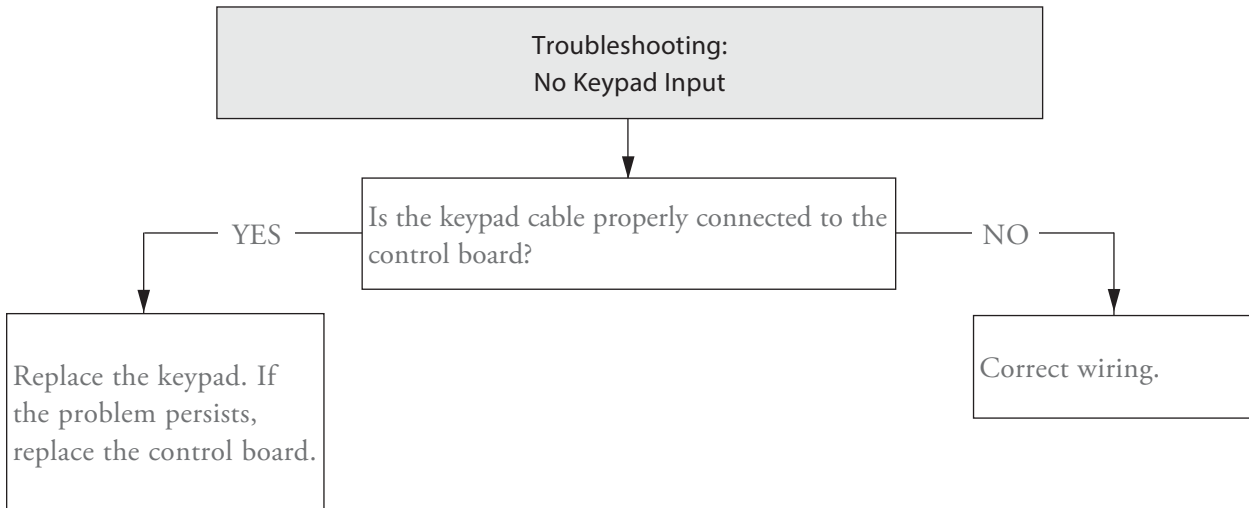 Troubleshooting:
No Keypad Input
Is the keypad cable properly connected to the
control board?
YES
NO
Replace the keypad. If
the problem persists,
replace the control board.
Correct wiring.